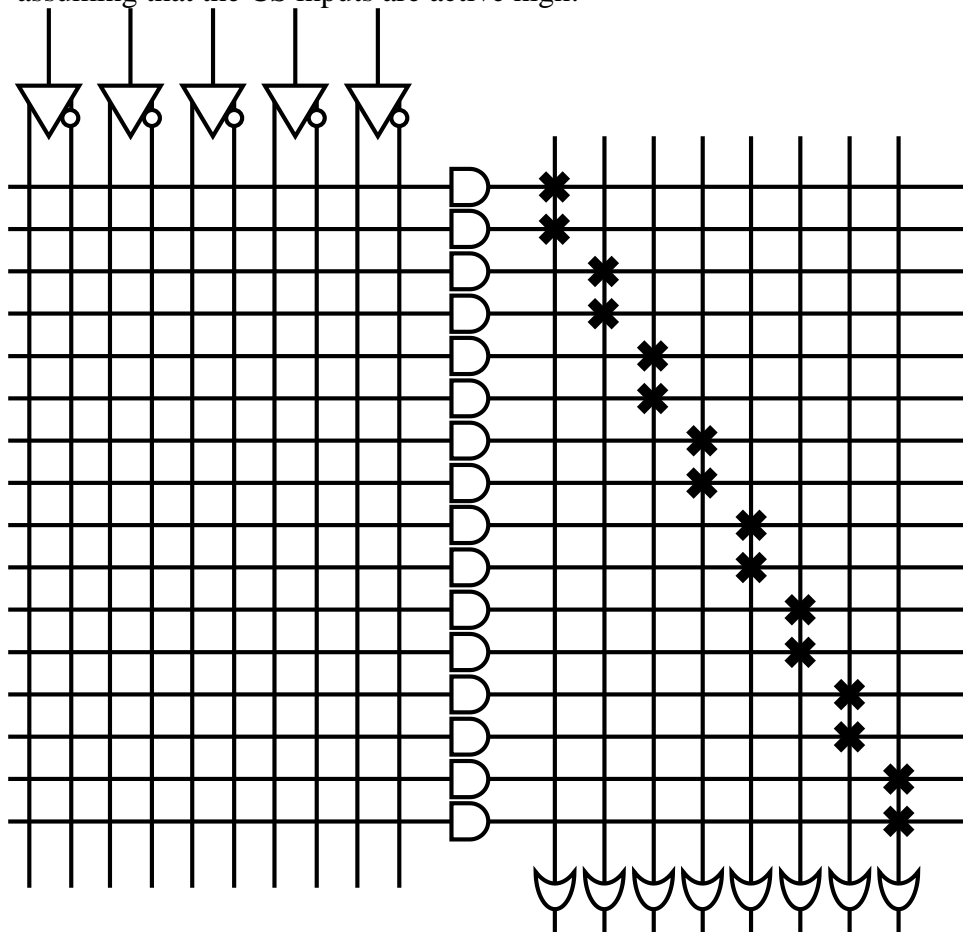 assuming that the CS inputs are active high.